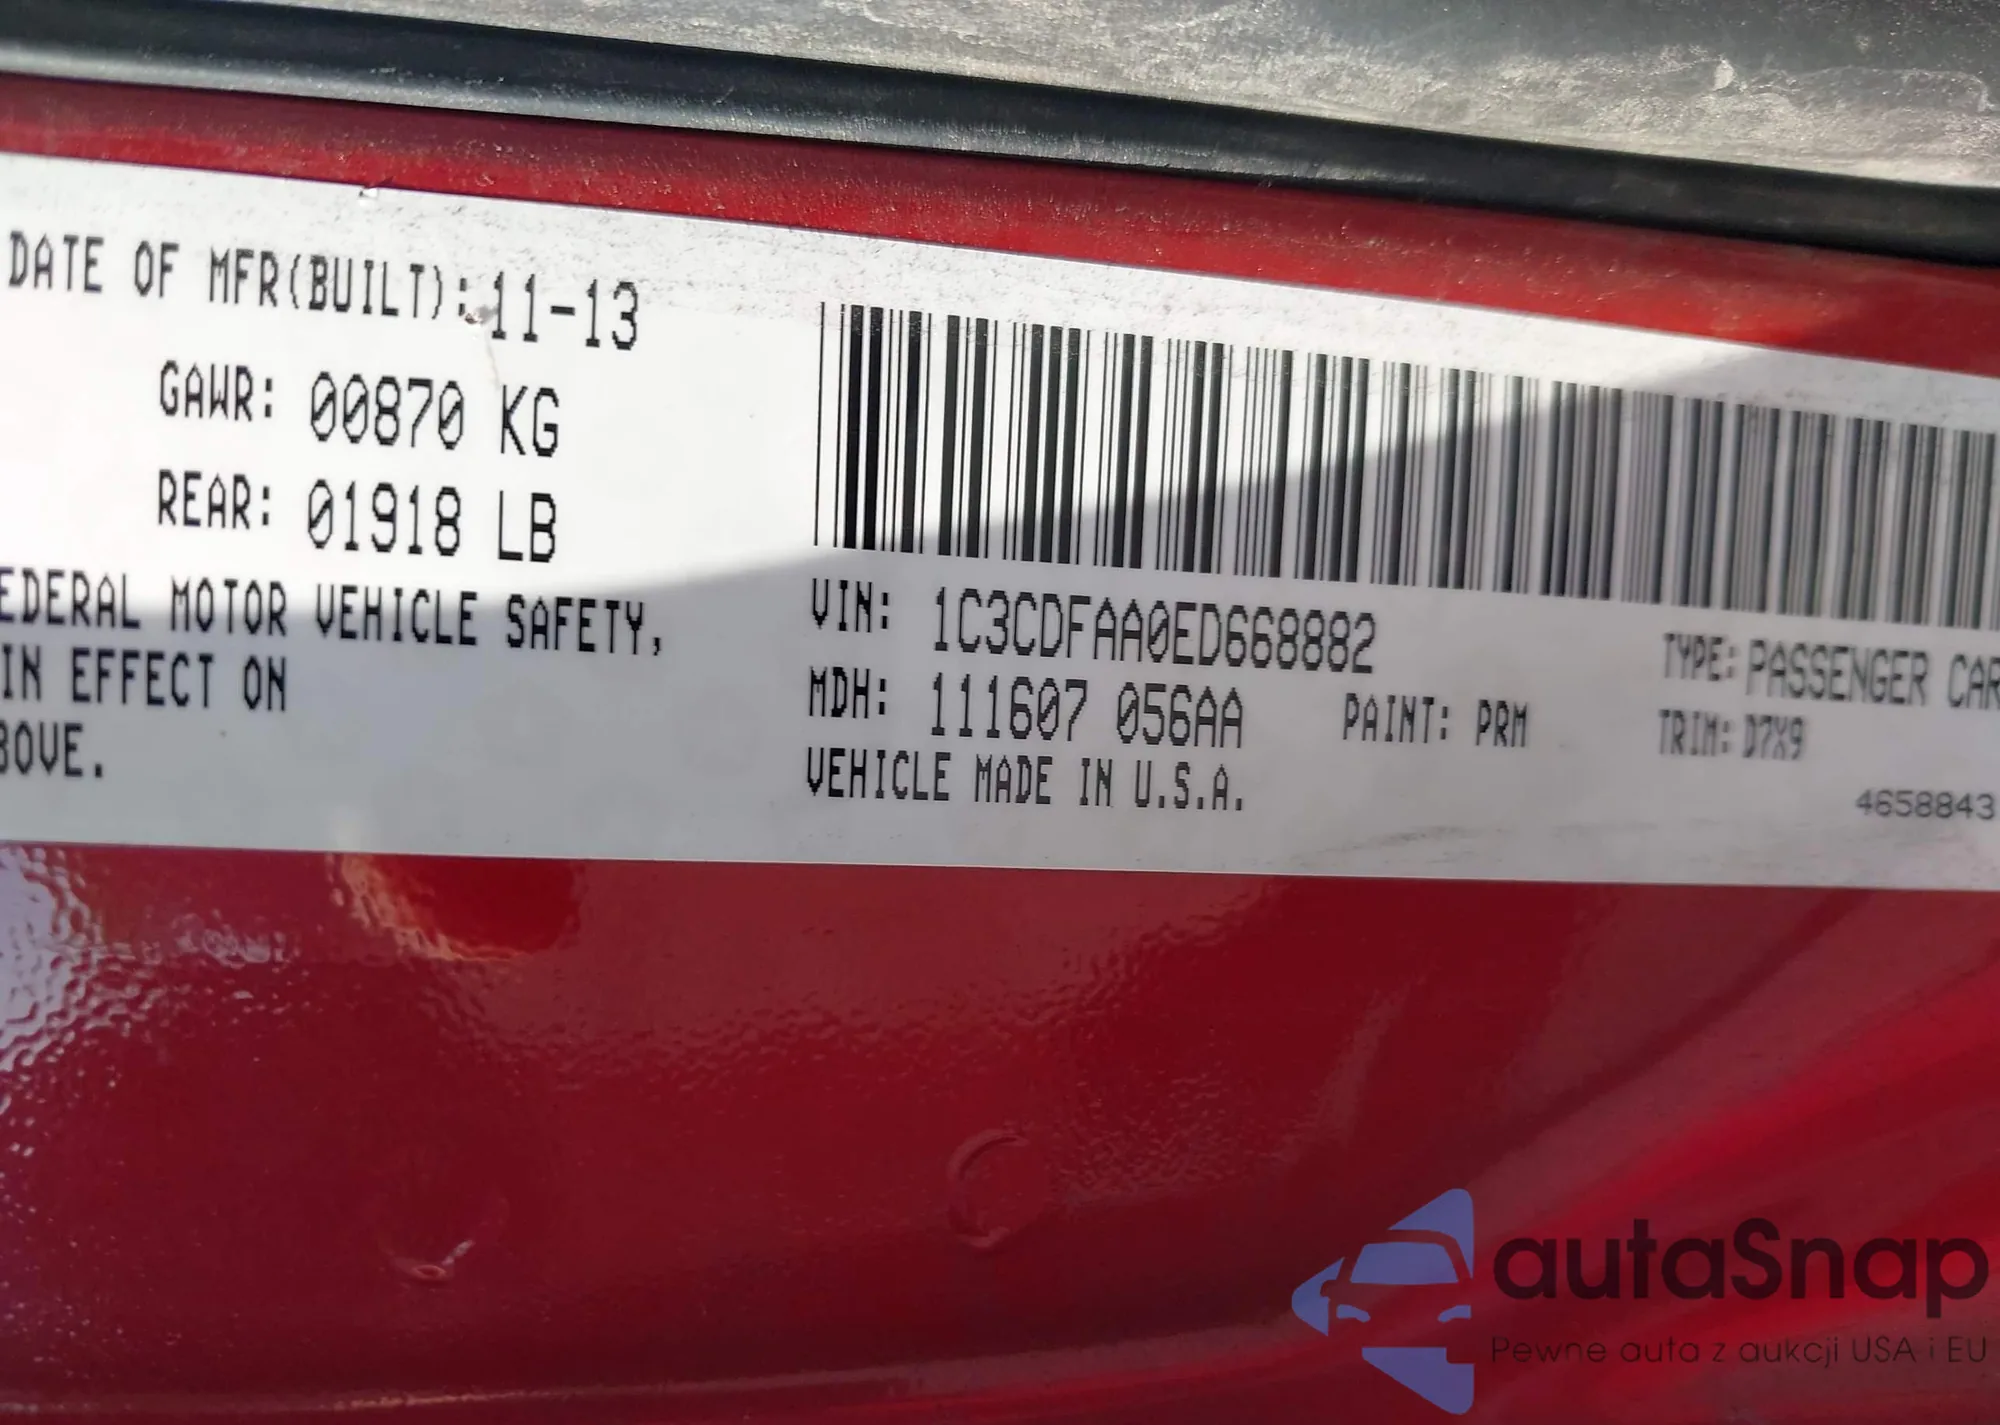 DATE OF MFR(BUILT): 11-13
GAWR: 00870 KG
REAR: 01918 LB
EDERAL MOTOR VEHICLE SAFETY,
IN EFFECT ON
BOVE.
VIN: 1C3CDFAA0ED668882
MDH: 111607 056AA
PAINT: PRM
VEHICLE MADE IN U.S.A.
TYPE: PASSENGER CAR
TRIM: D7X9
4658843
autaSnap
Pewne auta z aukcji USA i EU